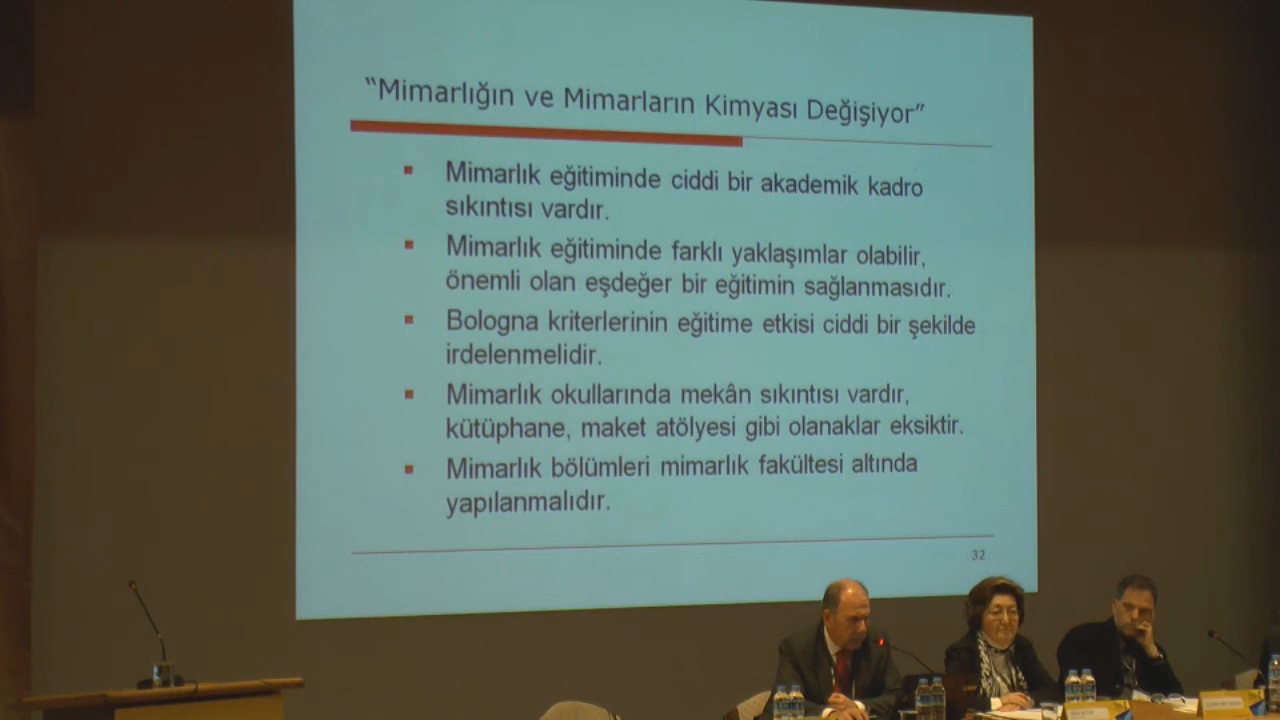 “Mimarlığın ve Mimarların Kimyası Değişiyor”
Mimarlık eğitiminde ciddi bir akademik kadro
sıkıntısı vardır.
Mimarlık eğitiminde farklı yaklaşımlar olabilir,
önemli olan eşdeğer bir eğitimin sağlanmasıdır.
Bologna kriterlerinin eğitime etkisi ciddi bir şekilde
irdelenmelidir.
Mimarlık okullarında mekân sıkıntısı vardır,
kütüphane, maket atölyesi gibi olanaklar eksiktir.
Mimarlık bölümleri mimarlık fakültesi altında
yapılanmalıdır.
32